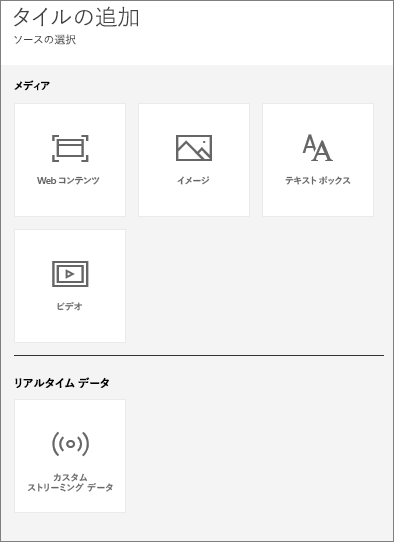 タイルの追加
ソースの選択
メディア
Web コンテンツ
イメージ
テキスト ボックス
ビデオ
リアルタイム データ
カスタム
ストリーミング データ